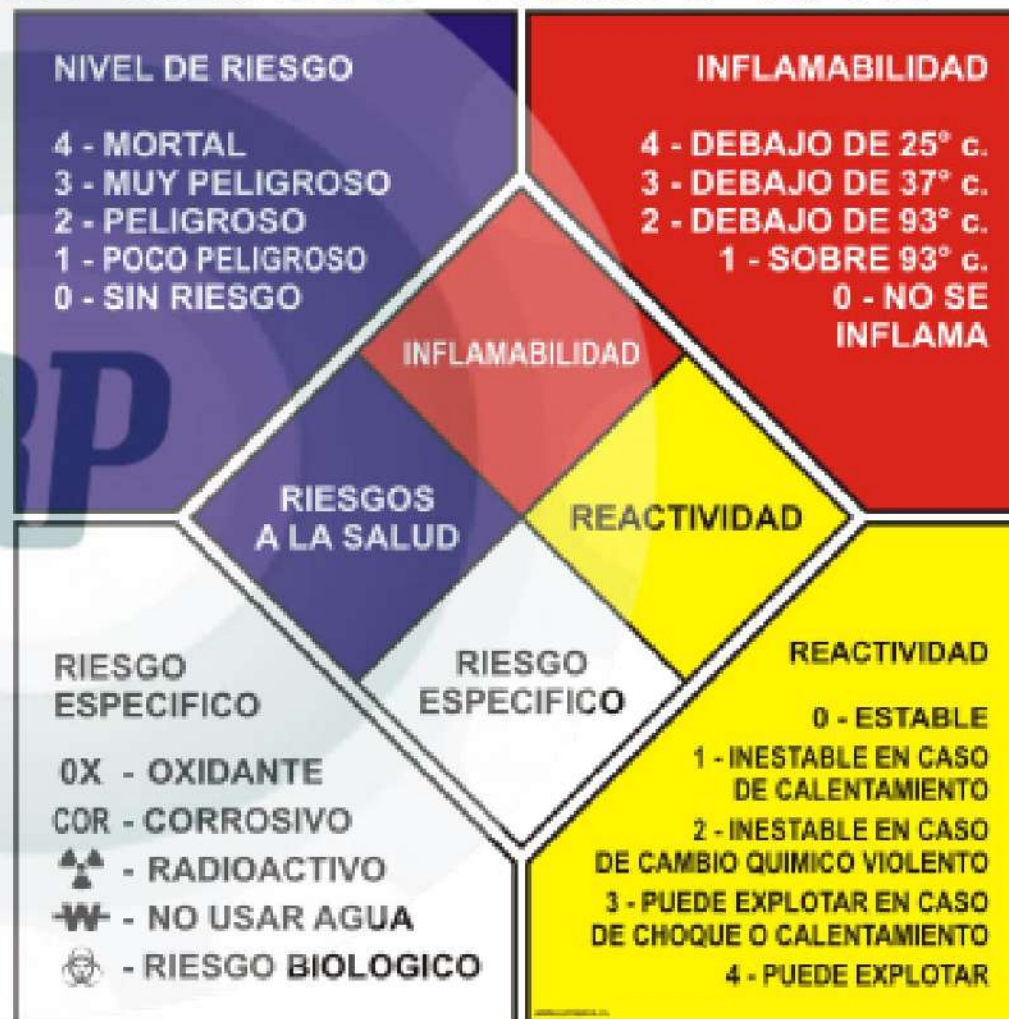 NIVEL DE RIESGO
4 - MORTAL
3 - MUY PELIGROSO
2 - PELIGROSO
1 - POCO PELIGROSO
0 - SIN RIESGO
INFLAMABILIDAD
4 - DEBAJO DE 25° c.
3 - DEBAJO DE 37° c.
2 - DEBAJO DE 93° c.
1 - SOBRE 93° c.
0 - NO SE
INFLAMA
INFLAMABILIDAD
RIESGOS
A LA SALUD
REACTIVIDAD
RIESGO
ESPECIFICO
RIESGO
ESPECIFICO
0X - OXIDANTE
COR - CORROSIVO
- RADIOACTIVO
W - NO USAR AGUA
- RIESGO BIOLOGICO
REACTIVIDAD
0 - ESTABLE
1 - INESTABLE EN CASO
DE CALENTAMIENTO
2 - INESTABLE EN CASO
DE CAMBIO QUIMICO VIOLENTO
3 - PUEDE EXPLOTAR EN CASO
DE CHOQUE O CALENTAMIENTO
4 - PUEDE EXPLOTAR